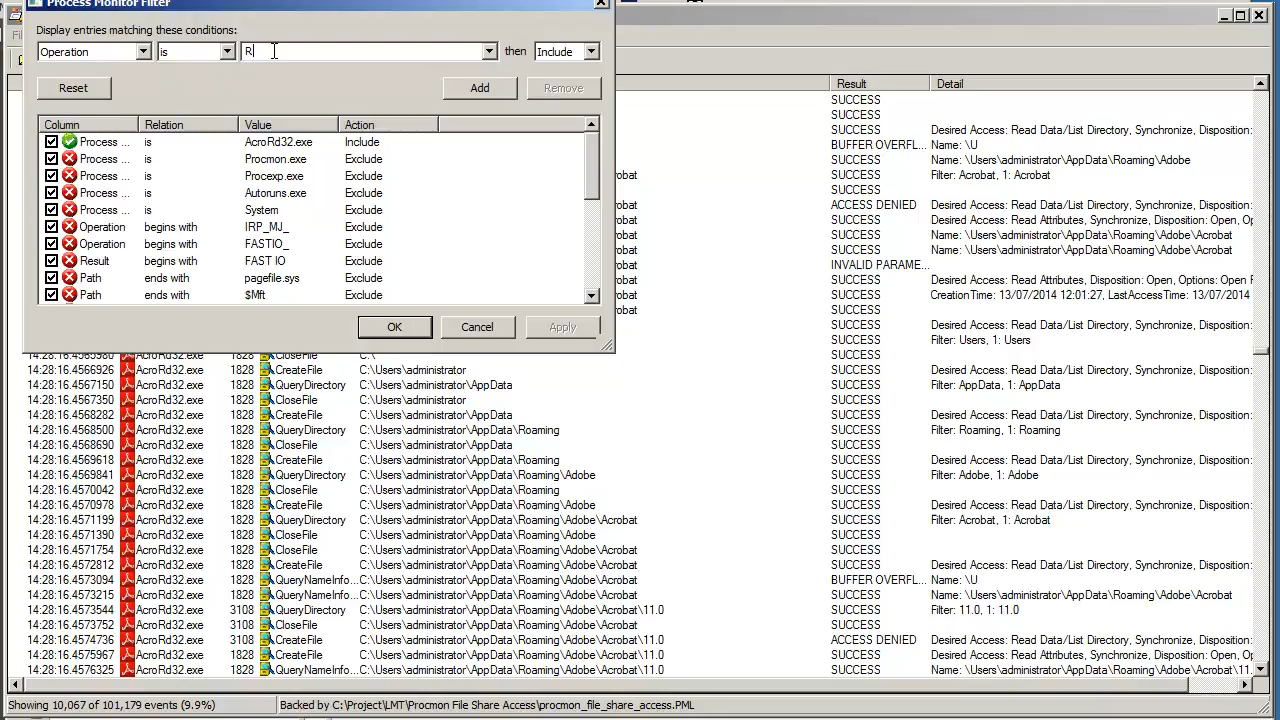 Process Monitor Filter
Display entries matching these conditions:
Operation is R then Include
Reset Add Remove
Column Relation Value Action
Process ... is AcroRd32.exe Include
Process ... is Procmon.exe Exclude
Process ... is Procexp.exe Exclude
Process ... is Autoruns.exe Exclude
Process ... is System Exclude
Operation begins with IRP_MJ_ Exclude
Operation begins with FASTIO_ Exclude
Result begins with FAST IO Exclude
Path ends with pagefile.sys Exclude
Path ends with $Mft Exclude
OK Cancel Apply
Result Detail
SUCCESS
SUCCESS
SUCCESS Desired Access: Read Data/List Directory, Synchronize, Disposition:
BUFFER OVERFL... Name: \U
SUCCESS Name: \Users\administrator\AppData\Roaming\Adobe
obat SUCCESS Filter: Acrobat, 1: Acrobat
SUCCESS
obat ACCESS DENIED Desired Access: Read Data/List Directory, Synchronize, Disposition:
obat SUCCESS Desired Access: Read Attributes, Synchronize, Disposition: Open, Op
obat SUCCESS Name: \Users\administrator\AppData\Roaming\Adobe\Acrobat
obat SUCCESS Name: \Users\administrator\AppData\Roaming\Adobe\Acrobat
obat INVALID PARAME...
obat SUCCESS Desired Access: Read Attributes, Disposition: Open, Options: Open R
obat SUCCESS CreationTime: 13/07/2014 12:01:27, LastAccessTime: 13/07/2014
obat SUCCESS
SUCCESS Desired Access: Read Data/List Directory, Synchronize, Disposition:
SUCCESS Filter: Users, 1: Users
14:28:16.4565980 AcroRd32.exe 1828 CloseFile C:\ SUCCESS
14:28:16.4566926 AcroRd32.exe 1828 CreateFile C:\Users\administrator SUCCESS Desired Access: Read Data/List Directory, Synchronize, Disposition:
14:28:16.4567150 AcroRd32.exe 1828 QueryDirectory C:\Users\administrator\AppData SUCCESS Filter: AppData, 1: AppData
14:28:16.4567350 AcroRd32.exe 1828 CloseFile C:\Users\administrator SUCCESS
14:28:16.4568282 AcroRd32.exe 1828 CreateFile C:\Users\administrator\AppData SUCCESS Desired Access: Read Data/List Directory, Synchronize, Disposition:
14:28:16.4568500 AcroRd32.exe 1828 QueryDirectory C:\Users\administrator\AppData\Roaming SUCCESS Filter: Roaming, 1: Roaming
14:28:16.4568690 AcroRd32.exe 1828 CloseFile C:\Users\administrator\AppData SUCCESS
14:28:16.4569618 AcroRd32.exe 1828 CreateFile C:\Users\administrator\AppData\Roaming SUCCESS Desired Access: Read Data/List Directory, Synchronize, Disposition:
14:28:16.4569841 AcroRd32.exe 1828 QueryDirectory C:\Users\administrator\AppData\Roaming\Adobe SUCCESS Filter: Adobe, 1: Adobe
14:28:16.4570042 AcroRd32.exe 1828 CloseFile C:\Users\administrator\AppData\Roaming SUCCESS
14:28:16.4570978 AcroRd32.exe 1828 CreateFile C:\Users\administrator\AppData\Roaming\Adobe SUCCESS Desired Access: Read Data/List Directory, Synchronize, Disposition:
14:28:16.4571199 AcroRd32.exe 1828 QueryDirectory C:\Users\administrator\AppData\Roaming\Adobe\Acrobat SUCCESS Filter: Acrobat, 1: Acrobat
14:28:16.4571390 AcroRd32.exe 1828 CloseFile C:\Users\administrator\AppData\Roaming\Adobe SUCCESS
14:28:16.4571754 AcroRd32.exe 1828 CreateFile C:\Users\administrator\AppData\Roaming\Adobe\Acrobat SUCCESS
14:28:16.4572812 AcroRd32.exe 1828 CreateFile C:\Users\administrator\AppData\Roaming\Adobe\Acrobat SUCCESS Desired Access: Read Data/List Directory, Synchronize, Disposition:
14:28:16.4573094 AcroRd32.exe 1828 QueryNameInfo... C:\Users\administrator\AppData\Roaming\Adobe\Acrobat BUFFER OVERFL... Name: \U
14:28:16.4573215 AcroRd32.exe 1828 QueryNameInfo... C:\Users\administrator\AppData\Roaming\Adobe\Acrobat SUCCESS Name: \Users\administrator\AppData\Roaming\Adobe\Acrobat
14:28:16.4573544 AcroRd32.exe 3108 QueryDirectory C:\Users\administrator\AppData\Roaming\Adobe\Acrobat\11.0 SUCCESS Filter: 11.0, 1: 11.0
14:28:16.4573752 AcroRd32.exe 3108 CloseFile C:\Users\administrator\AppData\Roaming\Adobe\Acrobat SUCCESS
14:28:16.4574736 AcroRd32.exe 3108 CreateFile C:\Users\administrator\AppData\Roaming\Adobe\Acrobat\11.0 ACCESS DENIED Desired Access: Read Data/List Directory, Synchronize, Disposition:
14:28:16.4575967 AcroRd32.exe 1828 CreateFile C:\Users\administrator\AppData\Roaming\Adobe\Acrobat\11.0 SUCCESS Desired Access: Read Attributes, Synchronize, Disposition: Open, Op
14:28:16.4576325 AcroRd32.exe 1828 QueryNameInfo... C:\Users\administrator\AppData\Roaming\Adobe\Acrobat\11.0 SUCCESS Name: \Users\administrator\AppData\Roaming\Adobe\Acrobat\11.
Showing 10,067 of 101,179 events (9.9%) Backed by C:\Project\LMT\Procmon File Share Access\procmon_file_share_access.PML